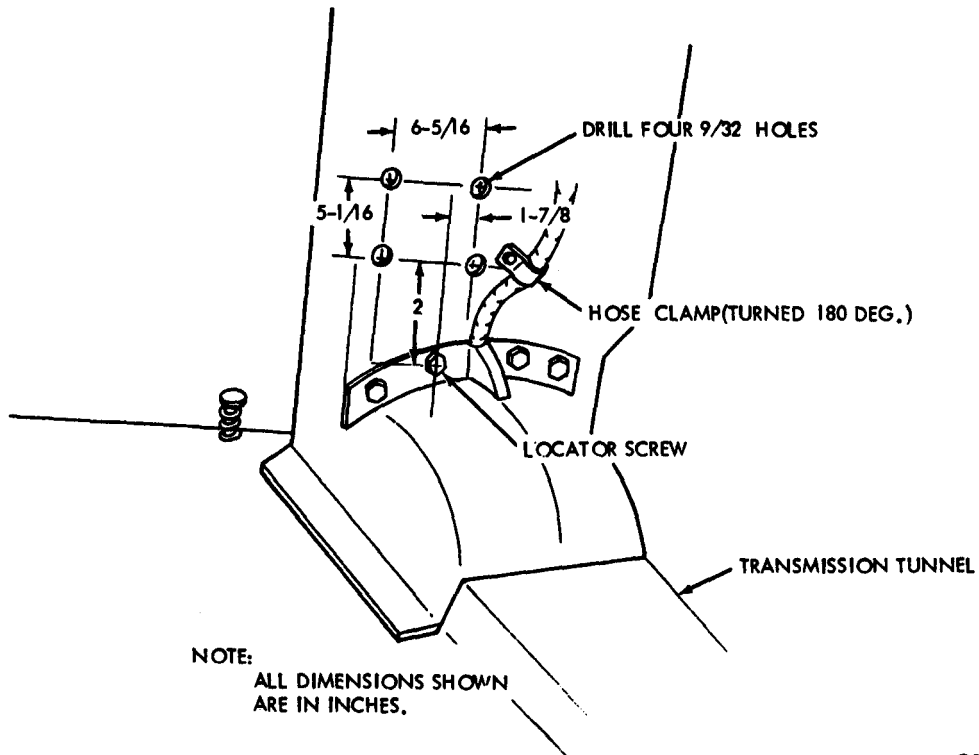 6-5/16
DRILL FOUR 9/32 HOLES
5-1/16
1-7/8
2
HOSE CLAMP(TURNED 180 DEG.)
LOCATOR SCREW
TRANSMISSION TUNNEL
NOTE:
ALL DIMENSIONS SHOWN
ARE IN INCHES.